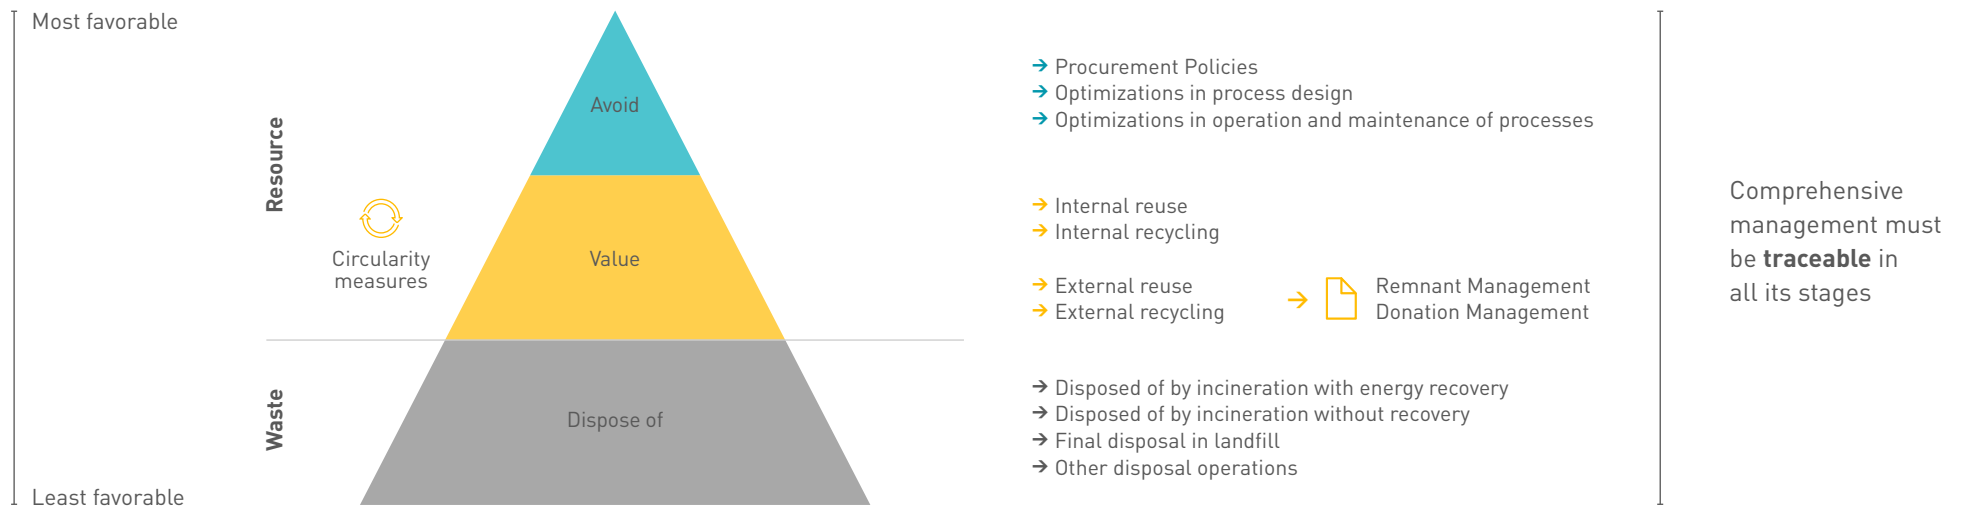 Most favorable
Resource
Avoid
Procurement Policies
Optimizations in process design
Optimizations in operation and maintenance of processes
Circularity
measures
Value
Internal reuse
Internal recycling
External reuse
External recycling
Remnant Management
Donation Management
Waste
Dispose of
Disposed of by incineration with energy recovery
Disposed of by incineration without recovery
Final disposal in landfill
Other disposal operations
Least favorable
Comprehensive
management must
be traceable in
all its stages